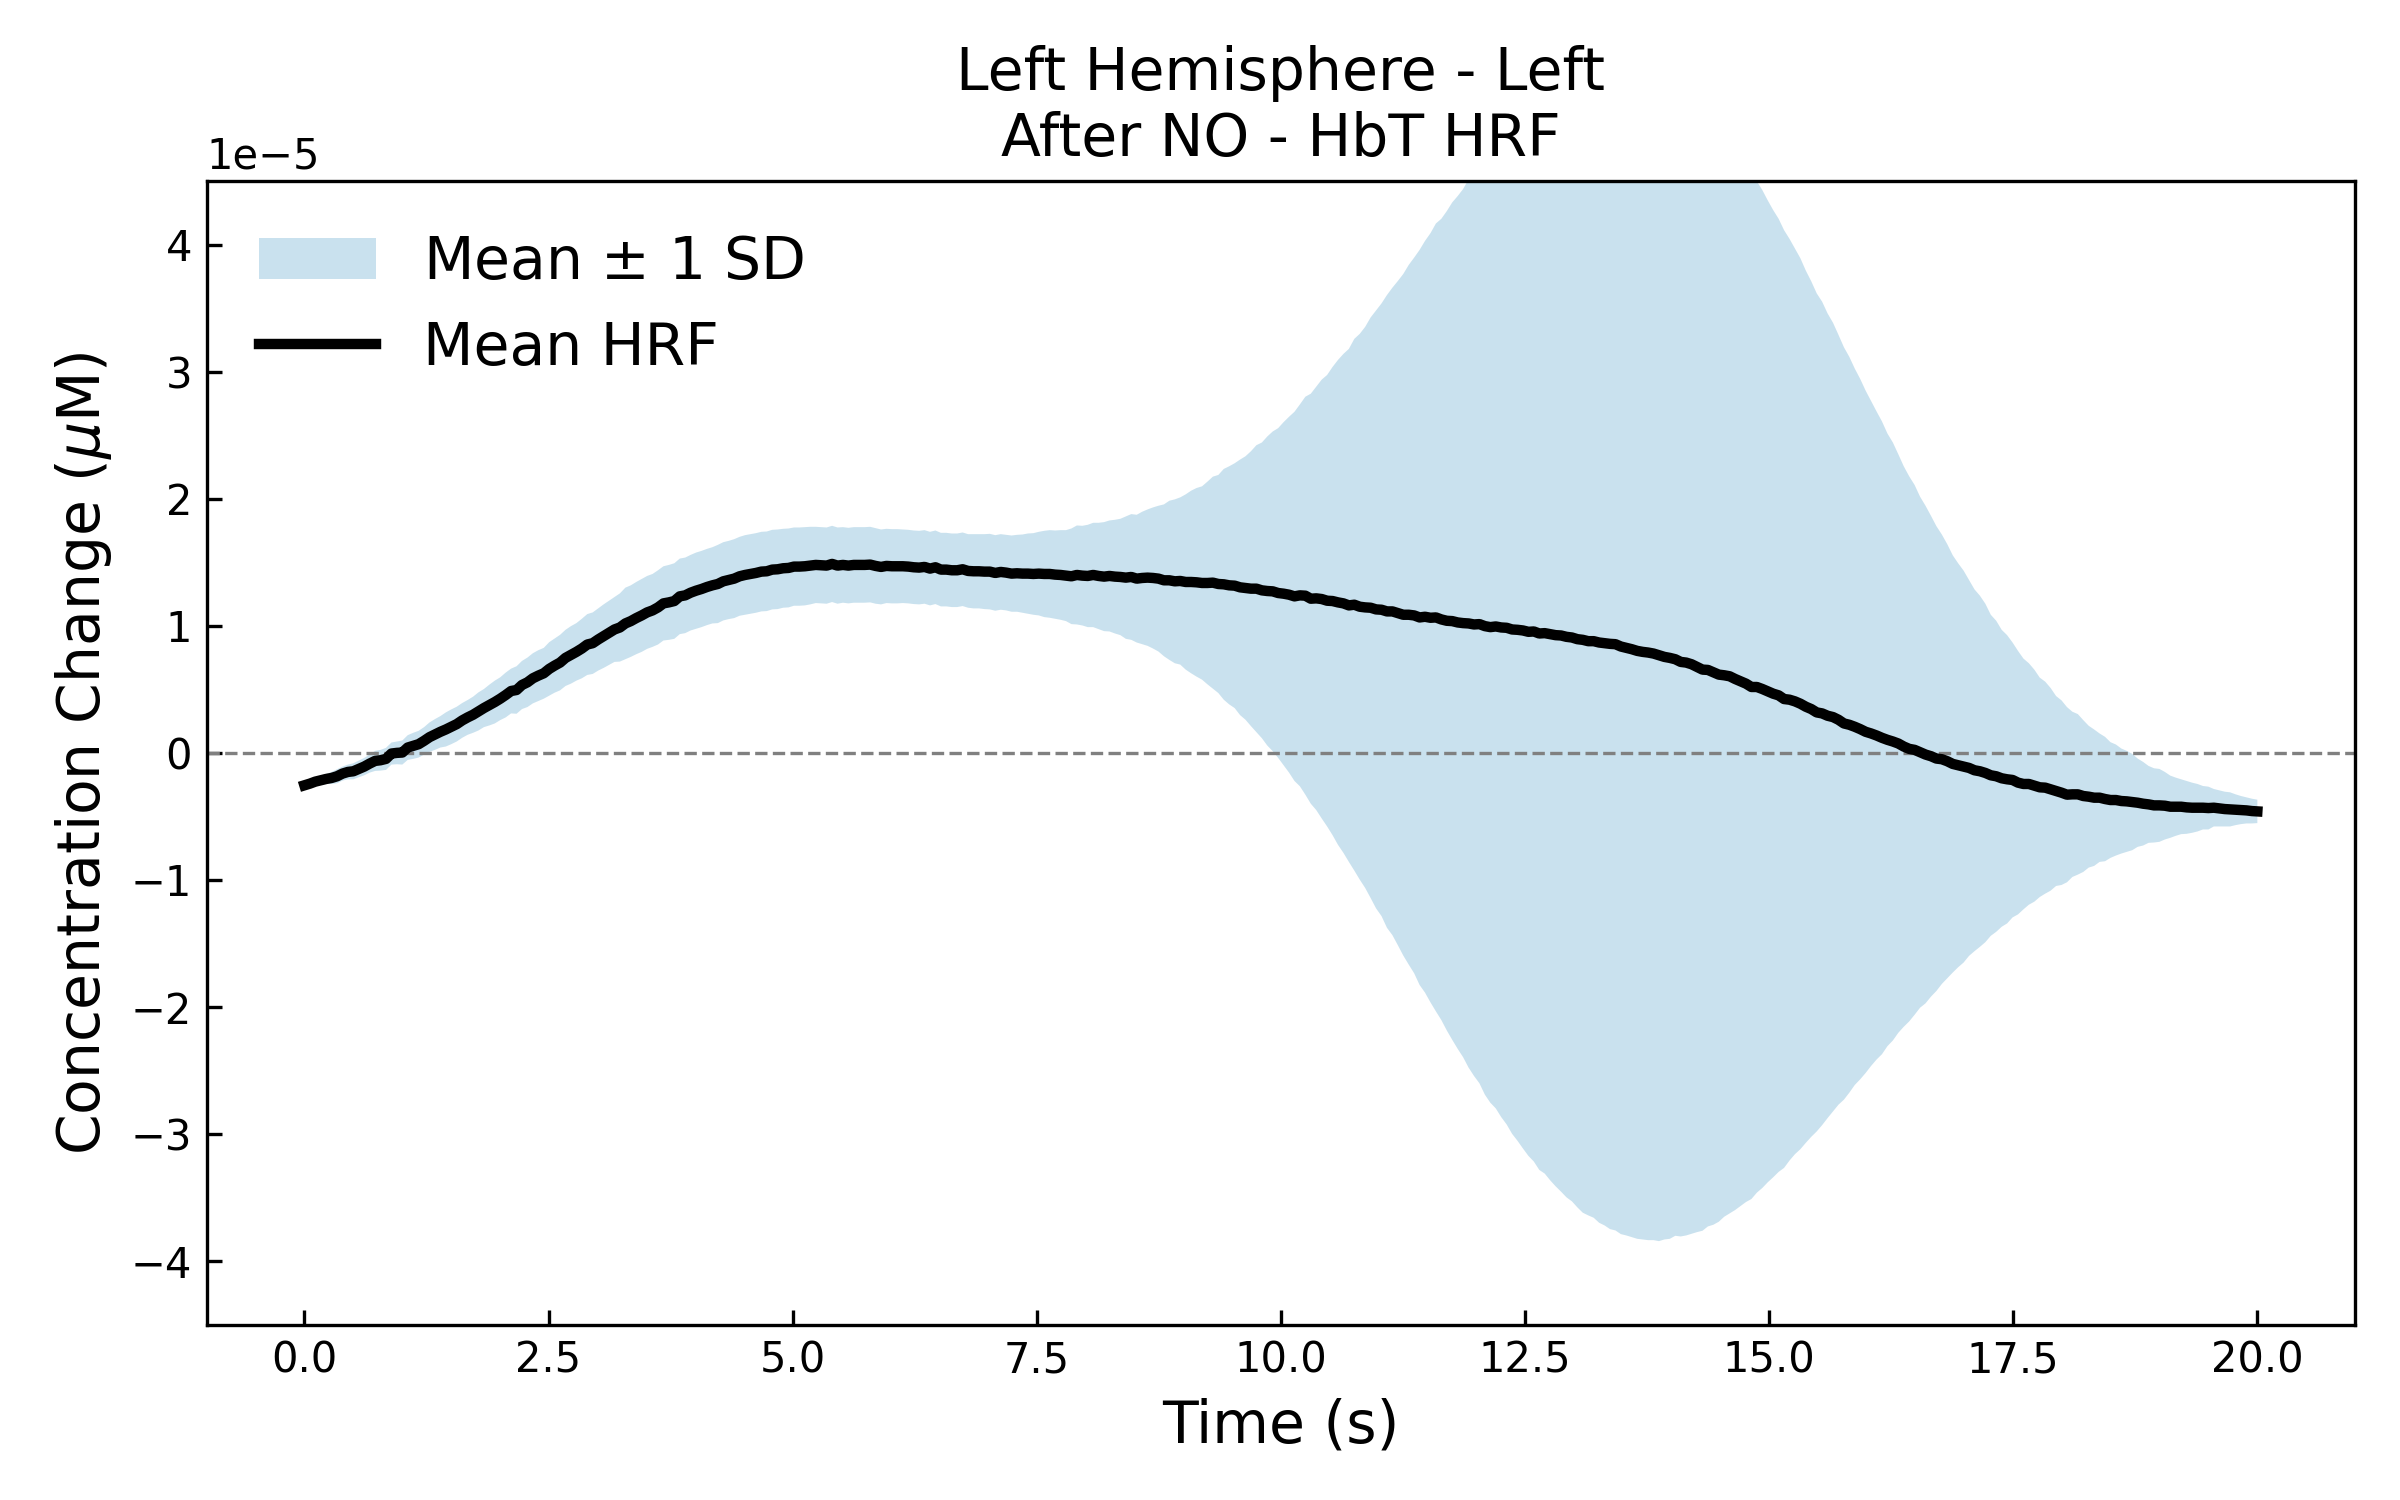 Left Hemisphere - Left
After NO - HbT HRF
1e−5
Mean ± 1 SD
Mean HRF
Concentration Change (μM)
4
3
2
1
0
−1
−2
−3
−4
0.0 2.5 5.0 7.5 10.0 12.5 15.0 17.5 20.0
Time (s)